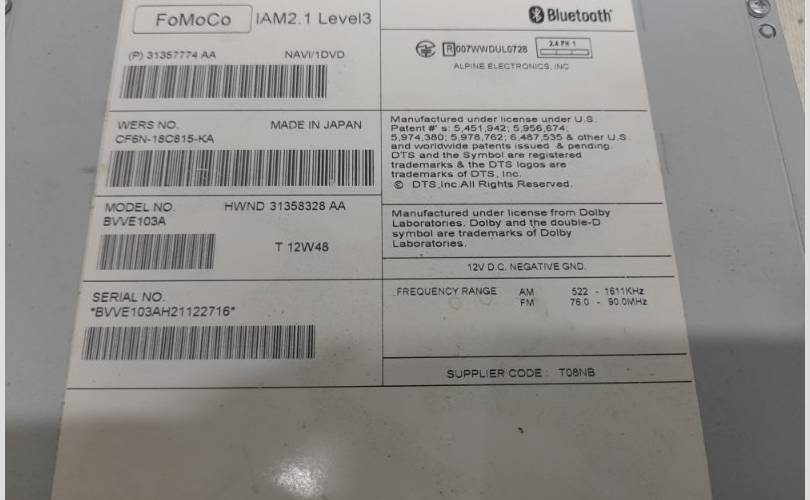 FoMoCo IAM2.1 Level3
(P) 31357774 AA NAVI/1DVD
WERS NO. MADE IN JAPAN
CF6N-18C815-KA
MODEL NO. HWND 31358328 AA
BVVE103A
T 12W48
SERIAL NO.
*BVVE103AH21122716*
Bluetooth®
R 007WWDUL0728 2.4 FH 1
ALPINE ELECTRONICS, INC
Manufactured under license under U.S.
Patent #' s: 5,451,942; 5,956,674;
5,974,380; 5,978,762; 6,487,535 & other U.S.
and worldwide patents issued & pending.
DTS and the Symbol are registered
trademarks & the DTS logos are
trademarks of DTS, Inc.
© DTS,Inc.All Rights Reserved.
Manufactured under license from Dolby
Laboratories. Dolby and the double-D
symbol are trademarks of Dolby
Laboratories.
12V D.C. NEGATIVE GND.
FREQUENCY RANGE AM 522 - 1611KHz
FM 76.0 - 90.0MHz
SUPPLIER CODE : T08NB